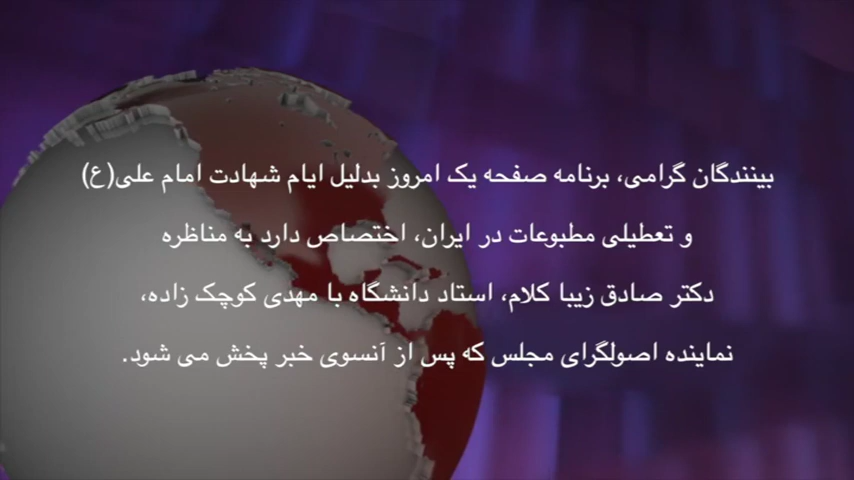 بینندگان گرامی، برنامه صفحه یک امروز بدلیل ایام شهادت امام علی(ع)
و تعطیلی مطبوعات در ایران، اختصاص دارد به مناظره
دکتر صادق زیبا کلام، استاد دانشگاه با مهدی کوچک زاده،
نماینده اصولگرای مجلس که پس از آنسوی خبر پخش می شود.